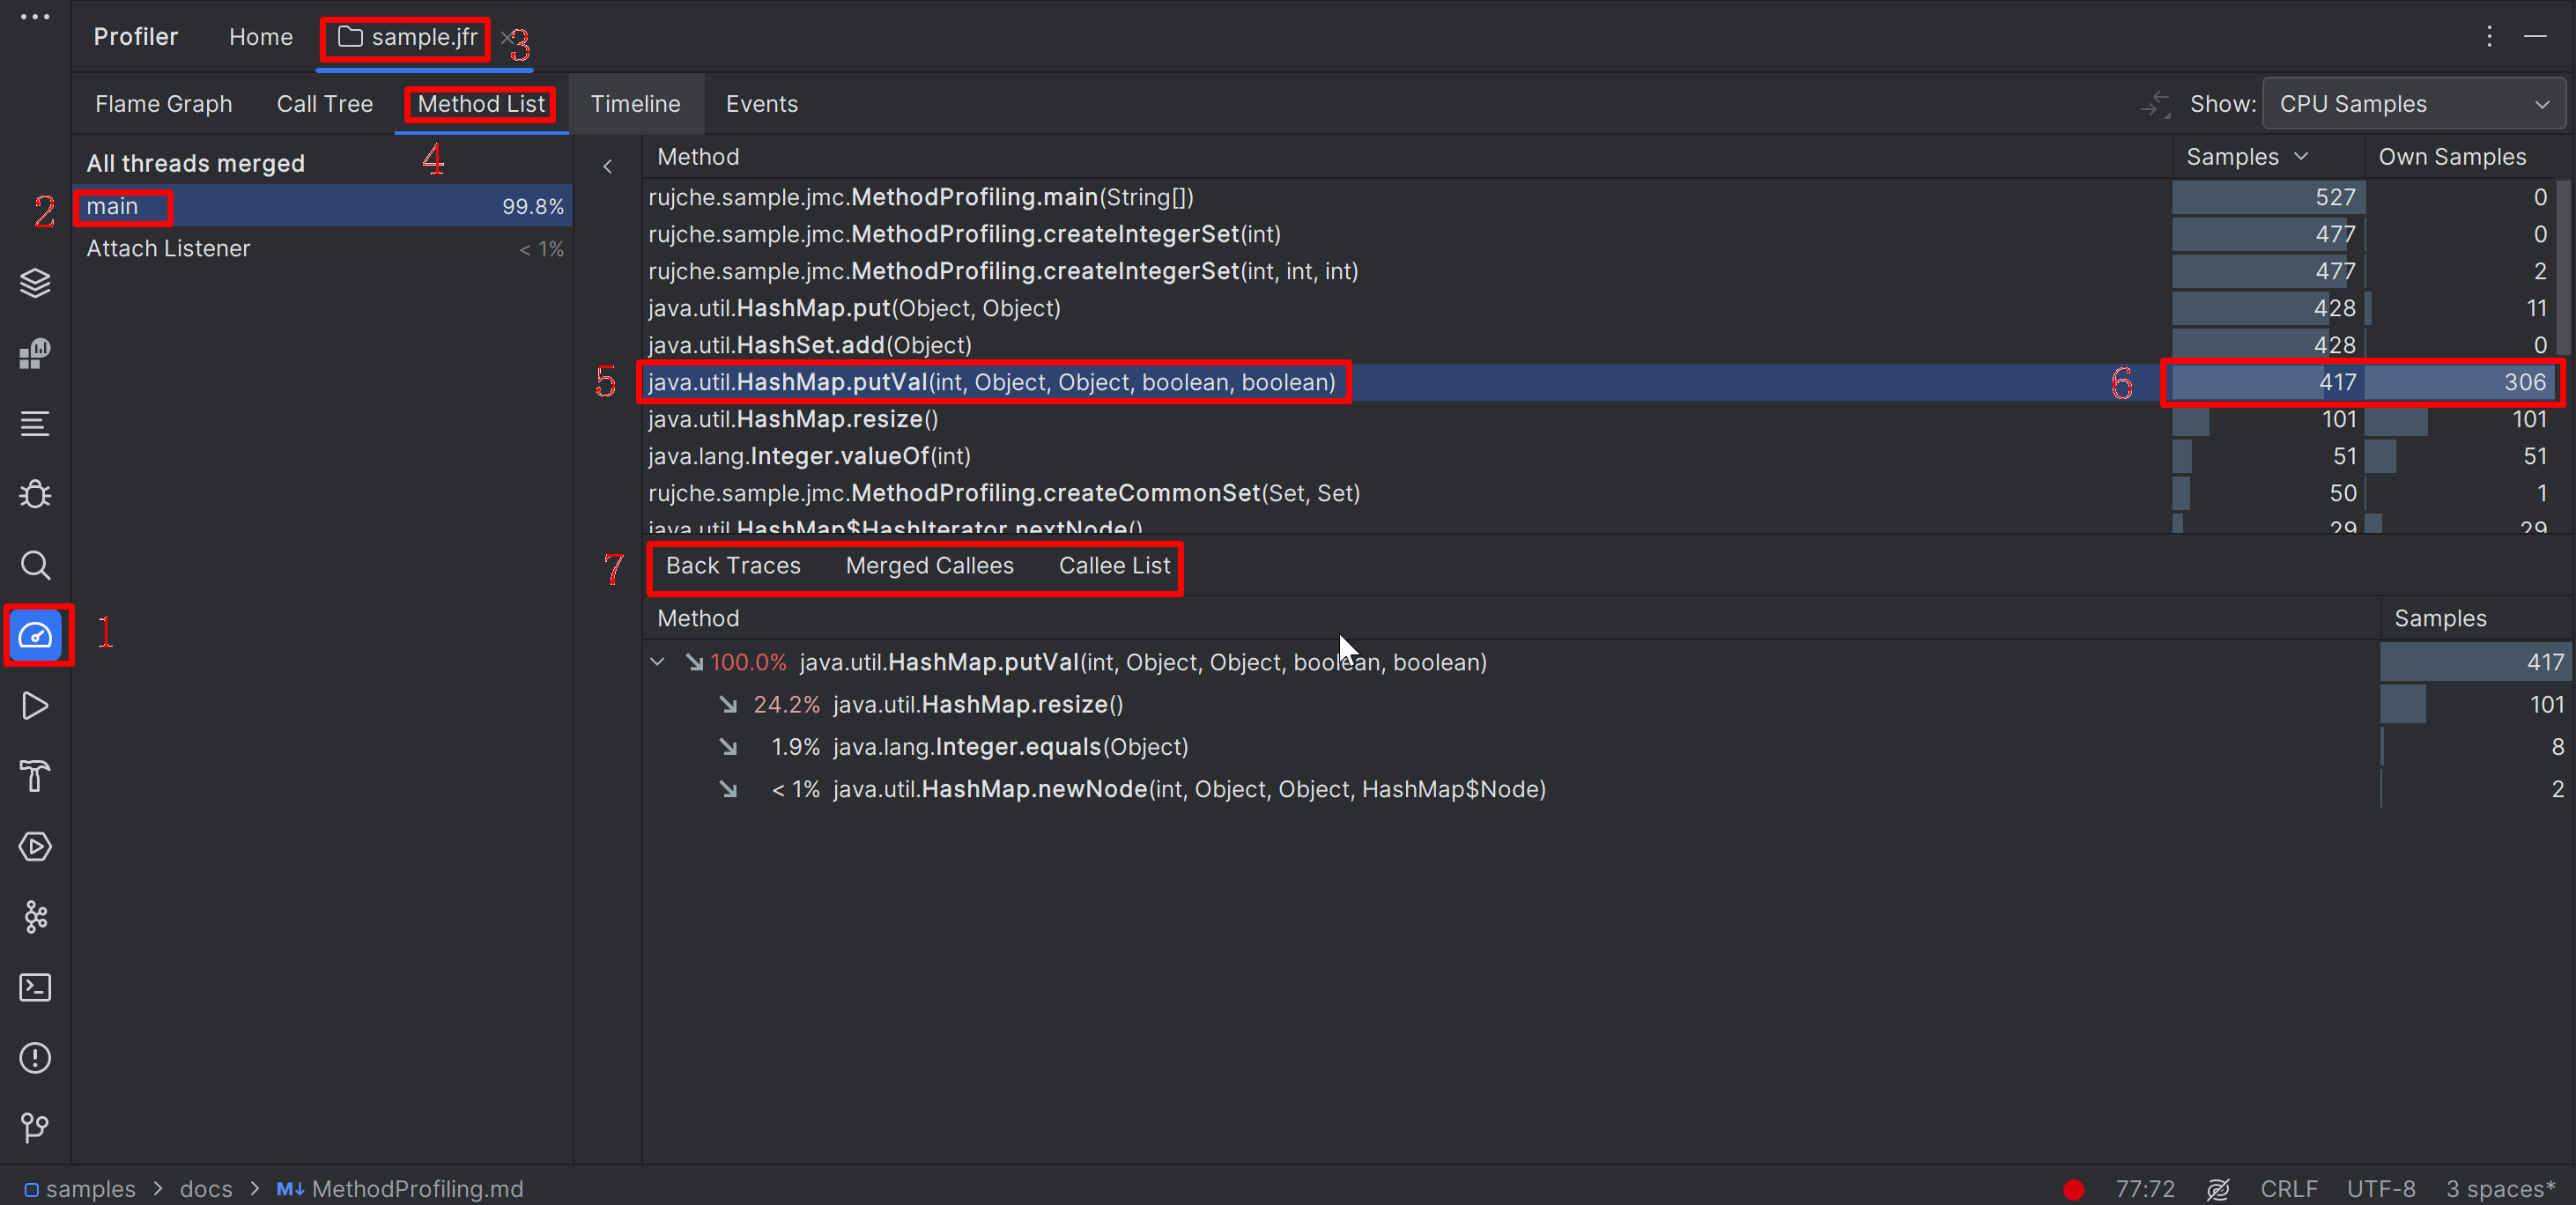 Profiler Home sample.jfr 3
Flame Graph Call Tree Method List Timeline Events Show: CPU Samples
All threads merged 4
2 main 99.8%
Attach Listener < 1%
Method Samples Own Samples
rujche.sample.jmc.MethodProfiling.main(String[]) 527 0
rujche.sample.jmc.MethodProfiling.createIntegerSet(int) 477 0
rujche.sample.jmc.MethodProfiling.createIntegerSet(int, int, int) 477 2
java.util.HashMap.put(Object, Object) 428 11
java.util.HashSet.add(Object) 428 0
5 java.util.HashMap.putVal(int, Object, Object, boolean, boolean) 6 417 306
java.util.HashMap.resize() 101 101
java.lang.Integer.valueOf(int) 51 51
rujche.sample.jmc.MethodProfiling.createCommonSet(Set, Set) 50 1
java.util.HashMap$HashIterator.nextNode() 29 29
7 Back Traces Merged Callees Callee List
1
Method Samples
100.0% java.util.HashMap.putVal(int, Object, Object, boolean, boolean) 417
24.2% java.util.HashMap.resize() 101
1.9% java.lang.Integer.equals(Object) 8
< 1% java.util.HashMap.newNode(int, Object, Object, HashMap$Node) 2
samples > docs > M↓ MethodProfiling.md 77:72 CRLF UTF-8 3 spaces*